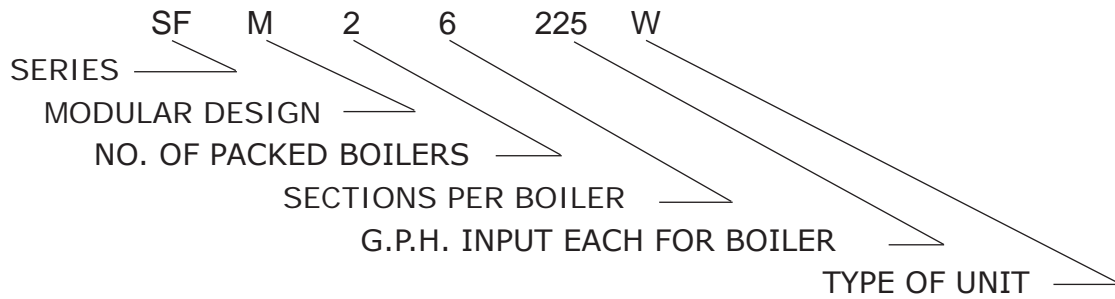 SF M 2 6 225 W
SERIES
MODULAR DESIGN
NO. OF PACKED BOILERS
SECTIONS PER BOILER
G.P.H. INPUT EACH FOR BOILER
TYPE OF UNIT